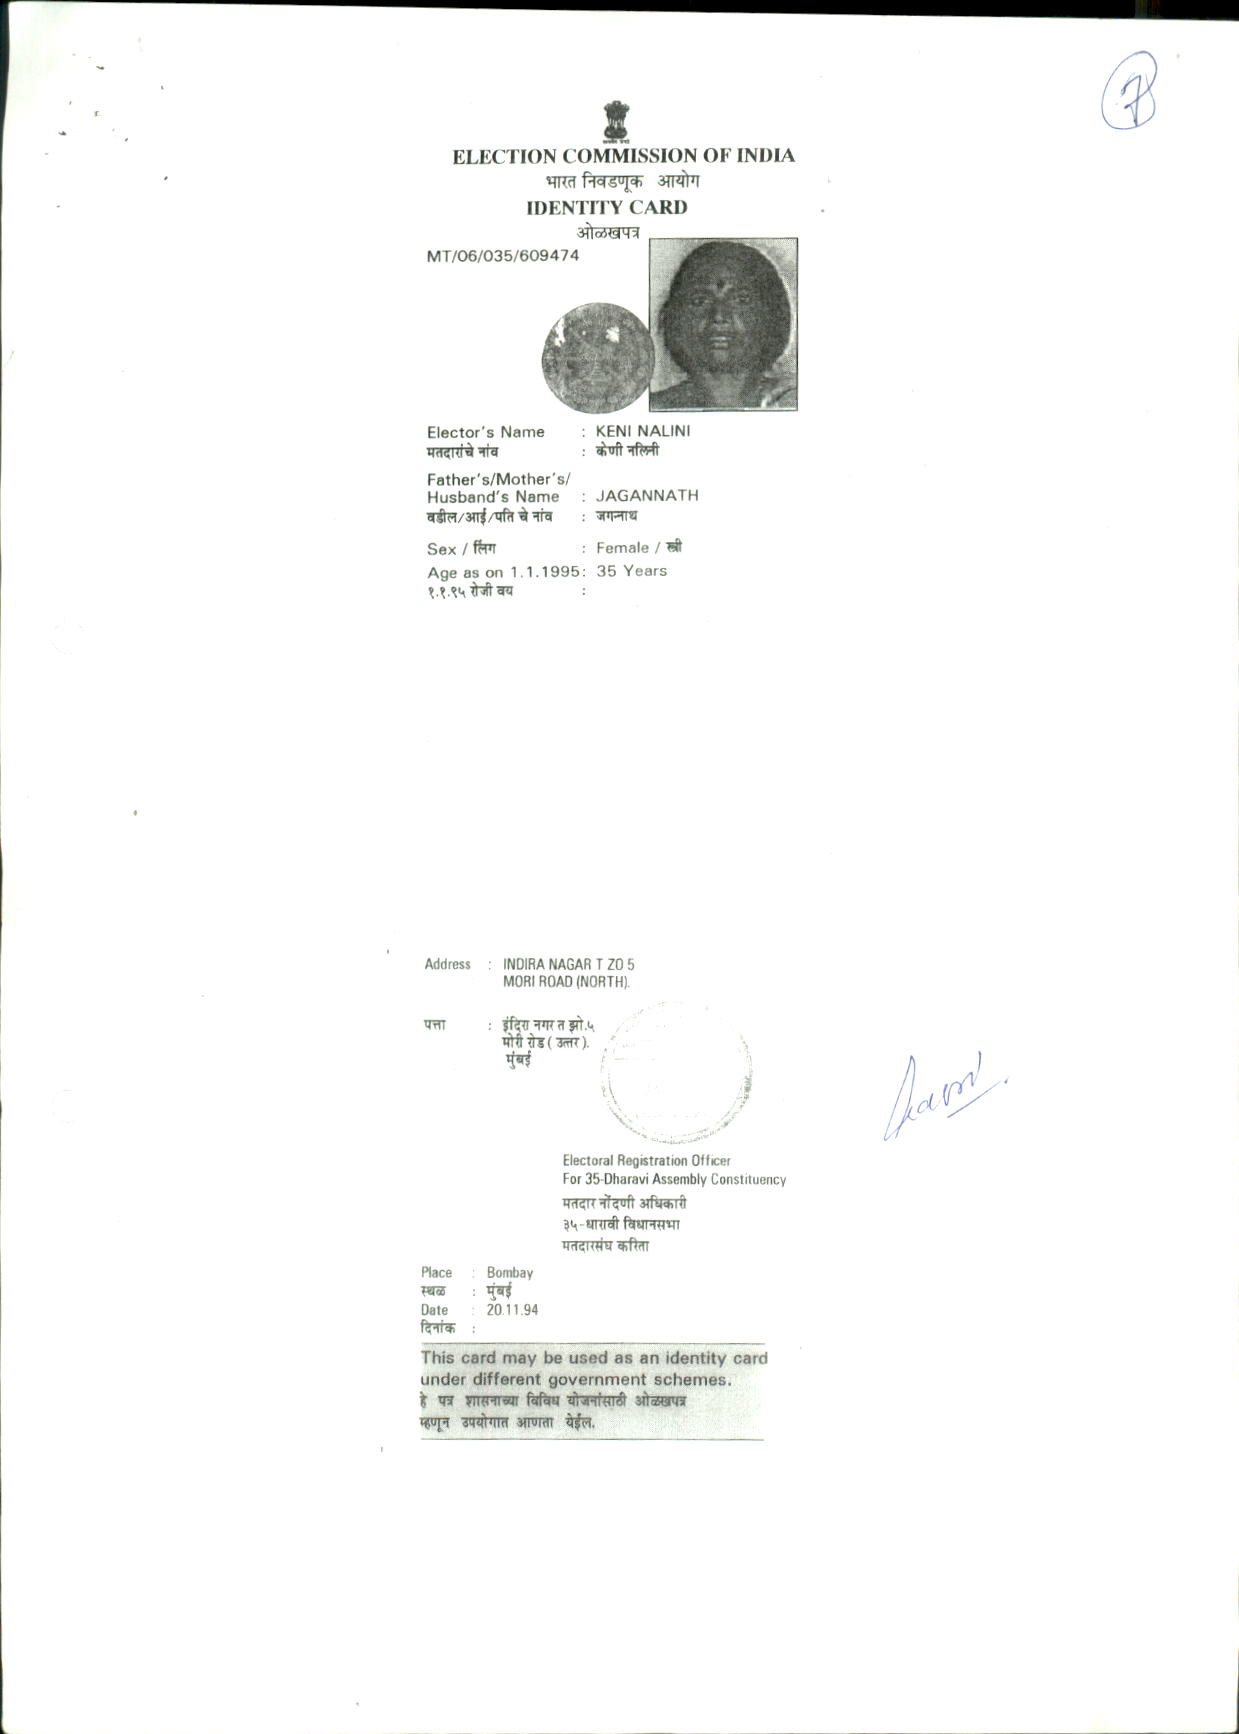 7
ELECTION COMMISSION OF INDIA
भारत निवडणूक आयोग
IDENTITY CARD
ओळखपत्र
MT/06/035/609474
Elector's Name : KENI NALINI
मतदारांचे नांव : केणी नलिनी
Father's/Mother's/
Husband's Name : JAGANNATH
वडील/आई/पति चे नांव : जगन्नाथ
Sex / लिंग : Female / स्त्री
Age as on 1.1.1995: 35 Years
१.१.९५ रोजी वय :
Address : INDIRA NAGAR T ZO 5
MORI ROAD (NORTH).
पत्ता : इंदिरा नगर त झो.५
मोरी रोड ( उत्तर ).
मुंबई
Electoral Registration Officer
For 35-Dharavi Assembly Constituency
मतदार नोंदणी अधिकारी
३५-धारावी विधानसभा
मतदारसंघ करिता
Place : Bombay
स्थळ : मुंबई
Date : 20.11.94
दिनांक :
This card may be used as an identity card
under different government schemes.
हे पत्र शासनाच्या विविध योजनांसाठी ओळखपत्र
म्हणून उपयोगात आणता येईल.